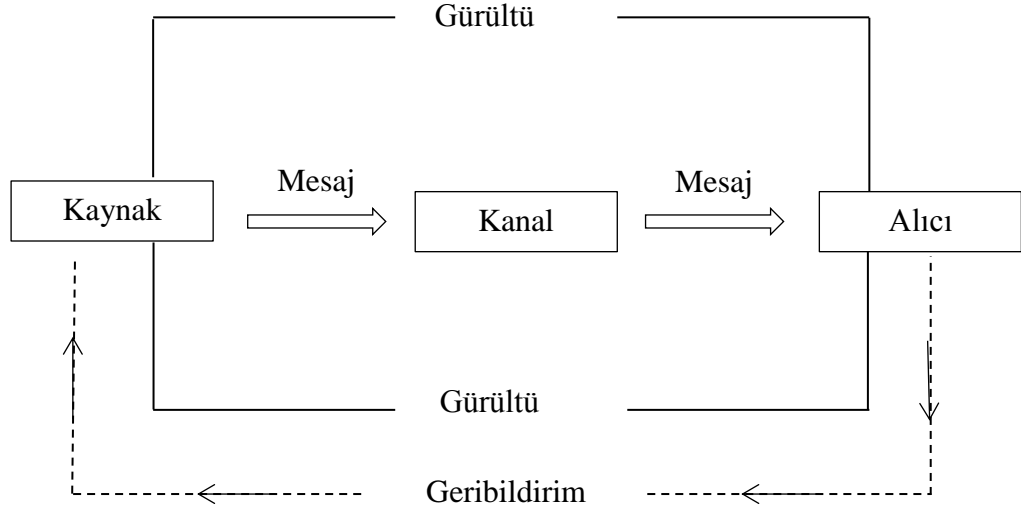 Gürültü
Mesaj
Mesaj
Kaynak
Kanal
Alıcı
Gürültü
Geribildirim